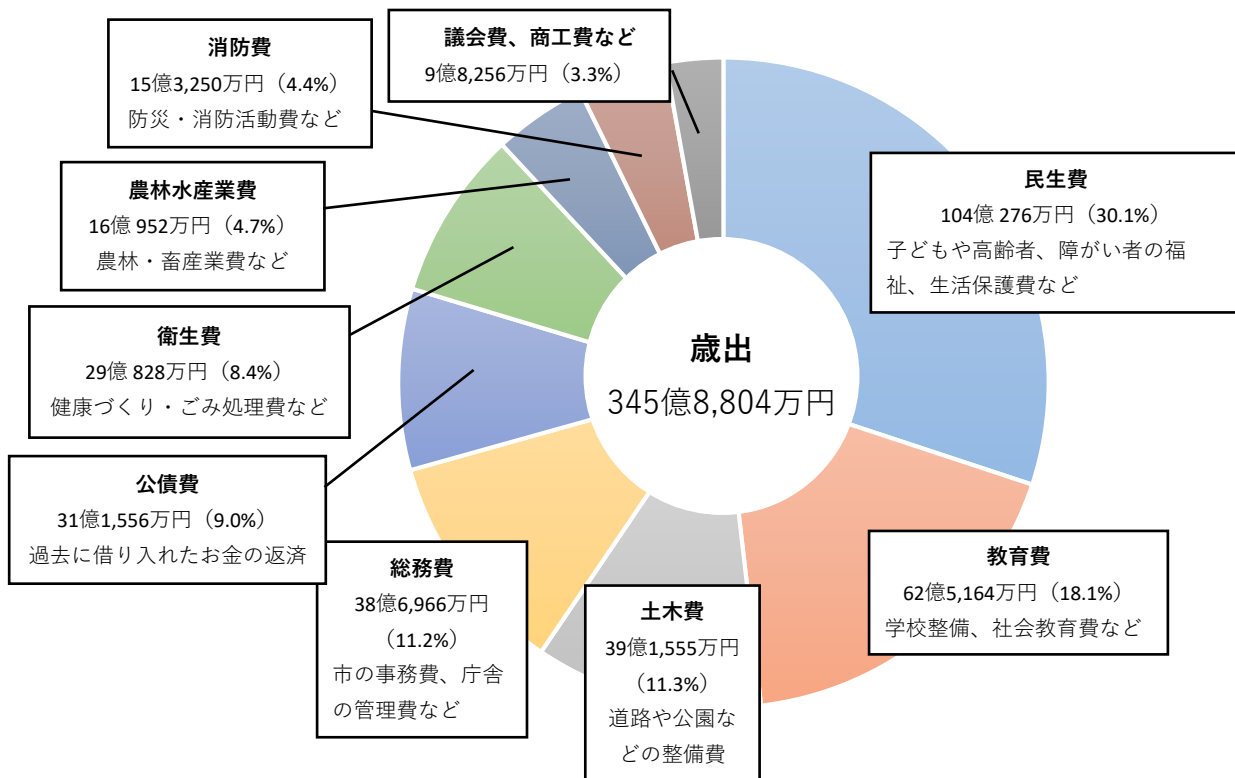 消防費
15億3,250万円（4.4%）
防災・消防活動費など
議会費、商工費など
9億8,256万円（3.3%）
農林水産業費
16億 952万円（4.7%）
農林・畜産業費など
民生費
104億 276万円（30.1%）
子どもや高齢者、障がい者の福
祉、生活保護費など
衛生費
29億 828万円（8.4%）
健康づくり・ごみ処理費など
歳出
345億8,804万円
公債費
31億1,556万円（9.0%）
過去に借り入れたお金の返済
総務費
38億6,966万円
（11.2%）
市の事務費、庁舎
の管理費など
土木費
39億1,555万円
（11.3%）
道路や公園な
どの整備費
教育費
62億5,164万円（18.1%）
学校整備、社会教育費など